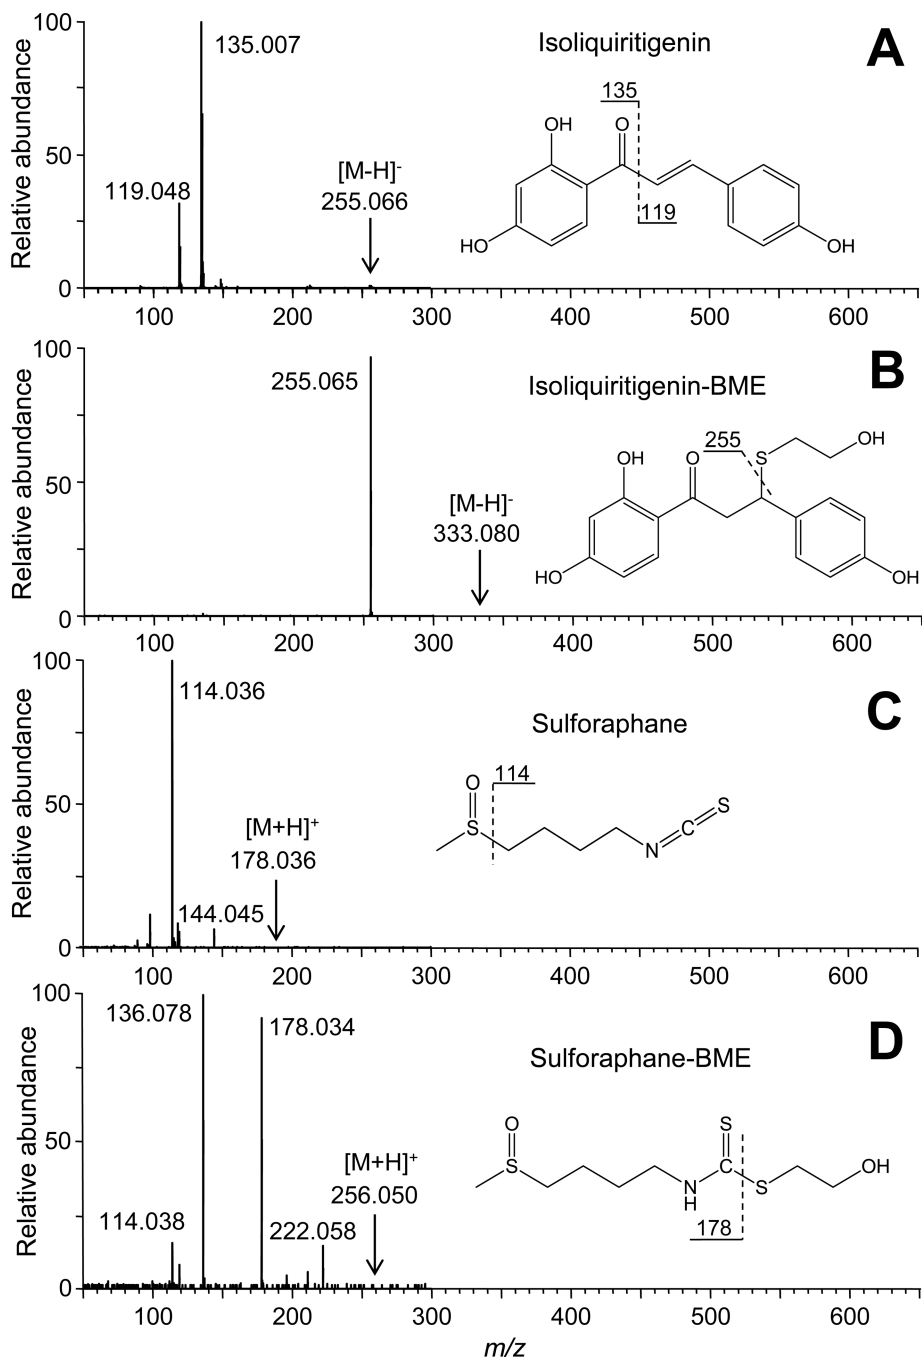 A
Isoliquiritigenin
Relative abundance
100
50
0
135.007
119.048
[M-H]-
255.066
135
119
OH
O
HO
OH
100 200 300 400 500 600
B
Isoliquiritigenin-BME
Relative abundance
100
50
0
255.065
[M-H]-
333.080
255
OH
O
S
OH
HO
OH
100 200 300 400 500 600
C
Sulforaphane
Relative abundance
100
50
0
114.036
144.045
[M+H]+
178.036
114
O
S
N
C
S
100 200 300 400 500 600
D
Sulforaphane-BME
Relative abundance
100
50
0
136.078
178.034
114.038
222.058
[M+H]+
256.050
O
S
N
H
S
S
OH
178
100 200 300 400 500 600
m/z